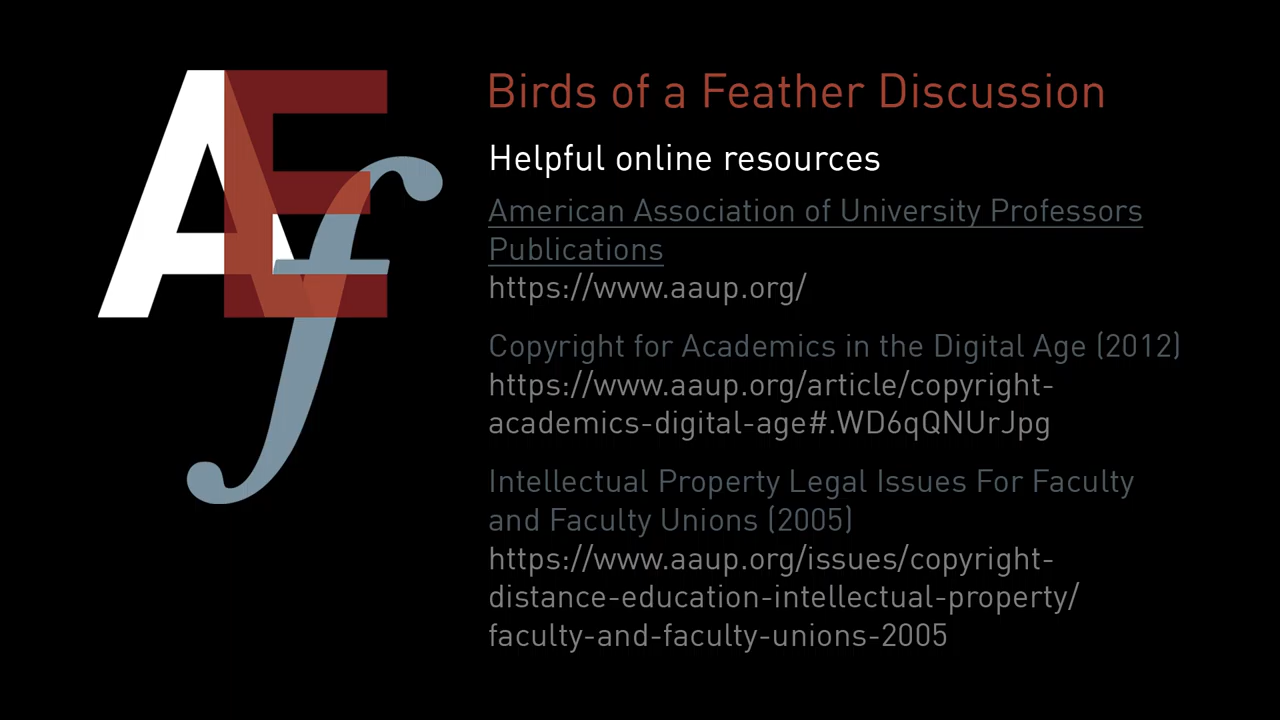 AEf
Birds of a Feather Discussion
Helpful online resources
American Association of University Professors
Publications
https://www.aaup.org/
Copyright for Academics in the Digital Age (2012)
https://www.aaup.org/article/copyright-
academics-digital-age#.WD6qQNUrJpg
Intellectual Property Legal Issues For Faculty
and Faculty Unions (2005)
https://www.aaup.org/issues/copyright-
distance-education-intellectual-property/
faculty-and-faculty-unions-2005